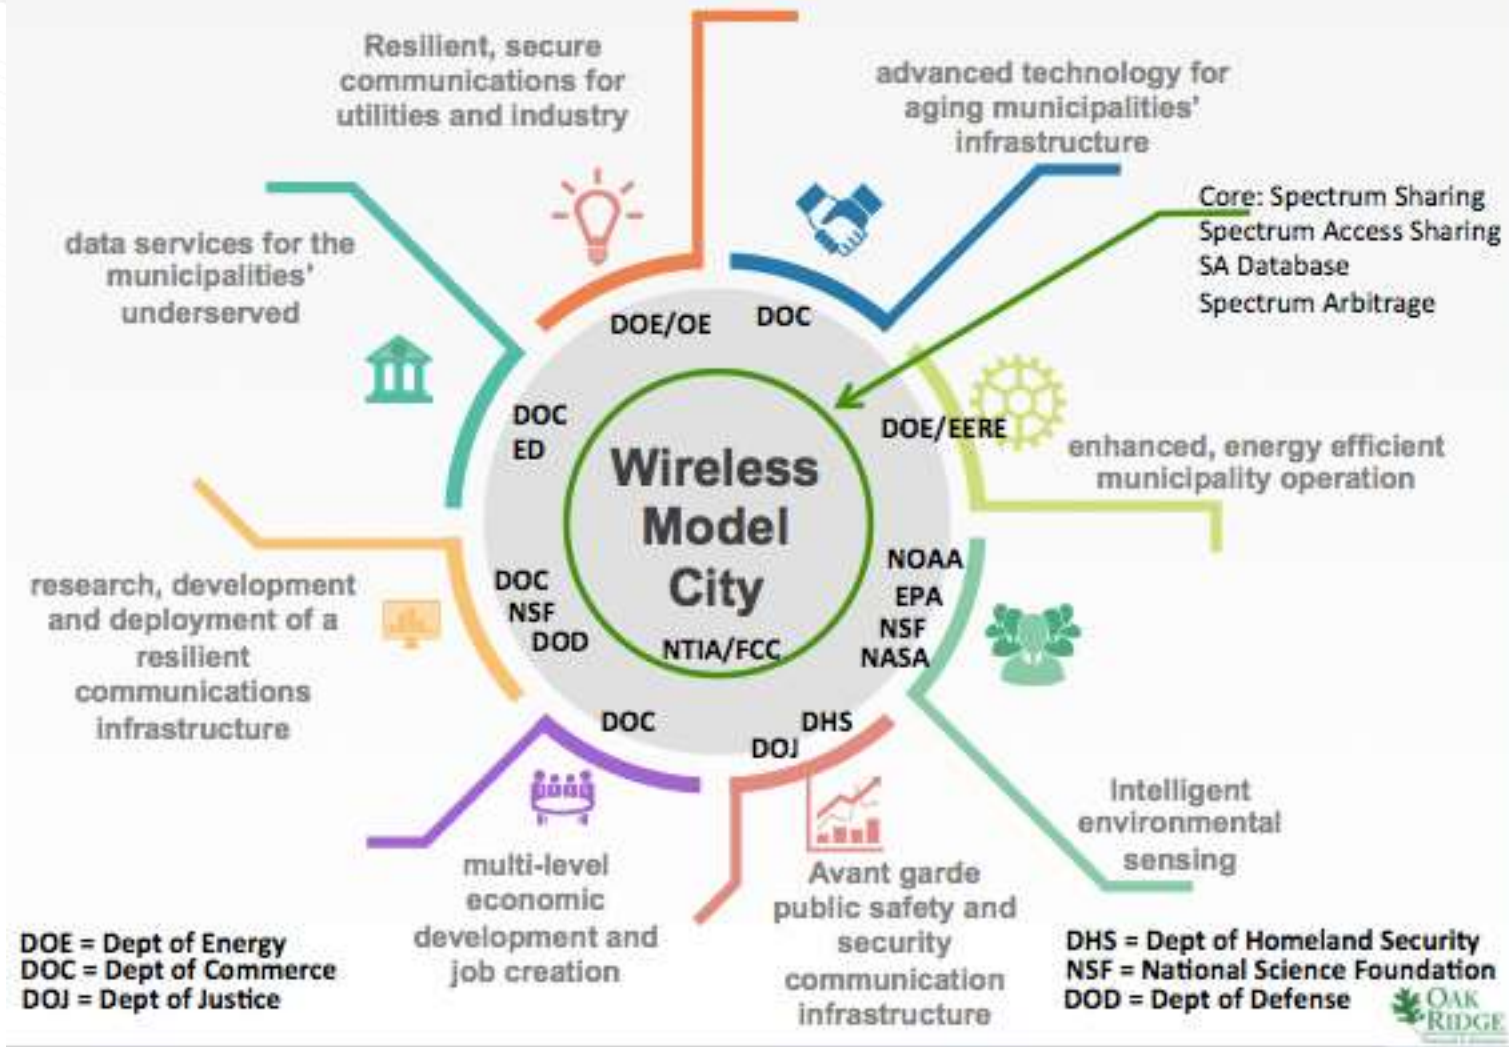 Resilient, secure
communications for
utilities and industry
advanced technology for
aging municipalities'
infrastructure
Core: Spectrum Sharing
Spectrum Access Sharing
SA Database
Spectrum Arbitrage
data services for the
municipalities'
underserved
DOE/OE
DOC
DOC
ED
DOE/EERE
enhanced, energy efficient
municipality operation
Wireless
Model
City
NTIA/FCC
NOAA
EPA
NSF
NASA
DOC
NSF
DOD
research, development
and deployment of a
resilient
communications
infrastructure
DOC
DHS
DOJ
Intelligent
environmental
sensing
multi-level
economic
development and
job creation
Avant garde
public safety and
security
communication
infrastructure
DOE = Dept of Energy
DOC = Dept of Commerce
DOJ = Dept of Justice
DHS = Dept of Homeland Security
NSF = National Science Foundation
DOD = Dept of Defense
OAK
RIDGE